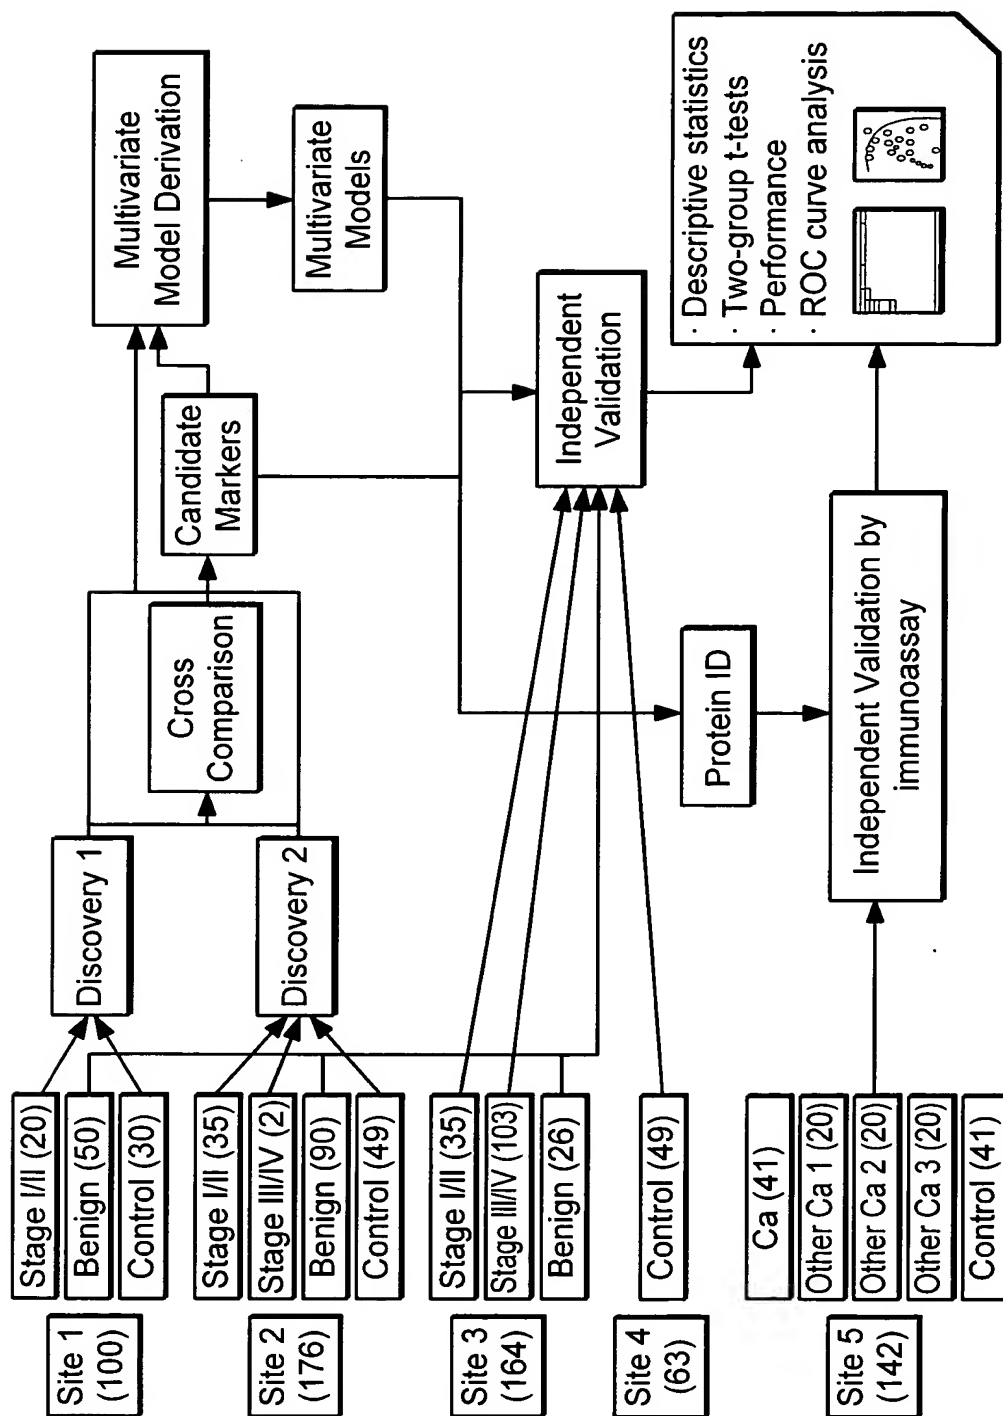 Site 1
(100)
Stage I/II (20)
Benign (50)
Control (30)
Site 2
(176)
Stage I/II (35)
Stage III/IV (2)
Benign (90)
Control (49)
Site 3
(164)
Stage I/II (35)
Stage III/IV (103)
Benign (26)
Site 4
(63)
Control (49)
Site 5
(142)
Ca (41)
Other Ca 1 (20)
Other Ca 2 (20)
Other Ca 3 (20)
Control (41)
Discovery 1
Discovery 2
Cross
Comparison
Candidate
Markers
Multivariate
Model Derivation
Multivariate
Models
Independent
Validation
Protein ID
Independent Validation by
immunoassay
· Descriptive statistics
· Two-group t-tests
· Performance
· ROC curve analysis